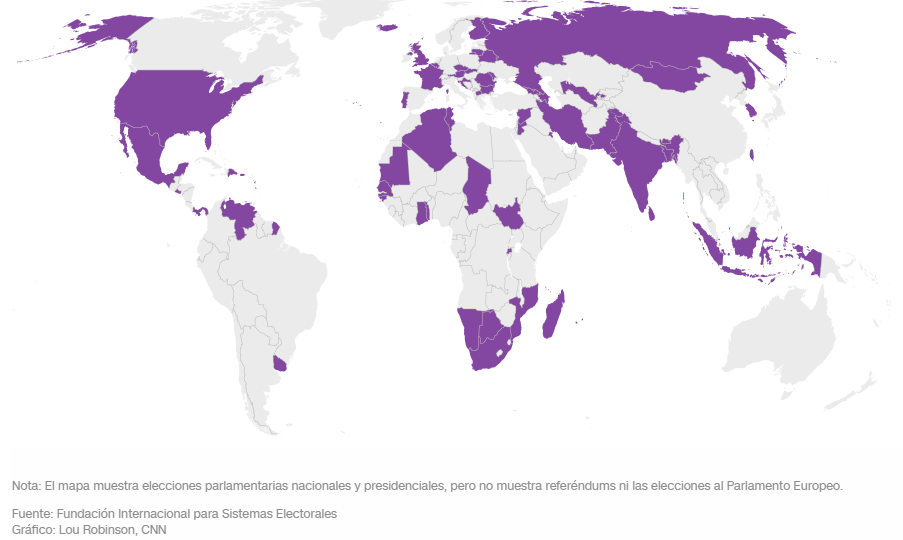 Nota: El mapa muestra elecciones parlamentarias nacionales y presidenciales, pero no muestra referéndums ni las elecciones al Parlamento Europeo.
Fuente: Fundación Internacional para Sistemas Electorales
Gráfico: Lou Robinson, CNN